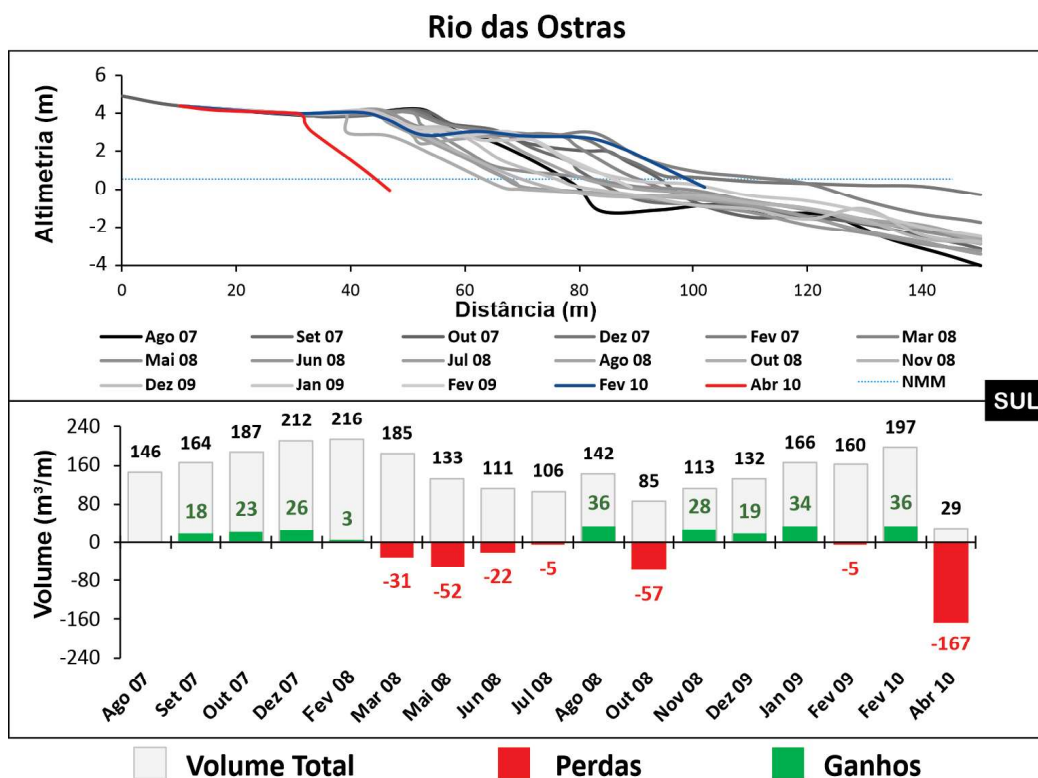 Rio das Ostras
Altimetria (m)
6
4
2
0
-2
-4
0 20 40 60 80 100 120 140
Distância (m)
Ago 07 Set 07 Out 07 Dez 07 Fev 07 Mar 08
Mai 08 Jun 08 Jul 08 Ago 08 Out 08 Nov 08
Dez 09 Jan 09 Fev 09 Fev 10 Abr 10 NMM
SUL
Volume (m³/m)
240
160
80
0
-80
-160
-240
146 164 187 212 216 185 133 111 106 142 85 113 132 166 160 197 29
18 23 26 3 36 28 19 34 36
-31 -52 -22 -5 -57 -5 -167
Ago 07 Set 07 Out 07 Dez 07 Fev 08 Mar 08 Mai 08 Jun 08 Jul 08 Ago 08 Out 08 Nov 08 Dez 09 Jan 09 Fev 09 Fev 10 Abr 10
Volume Total Perdas Ganhos